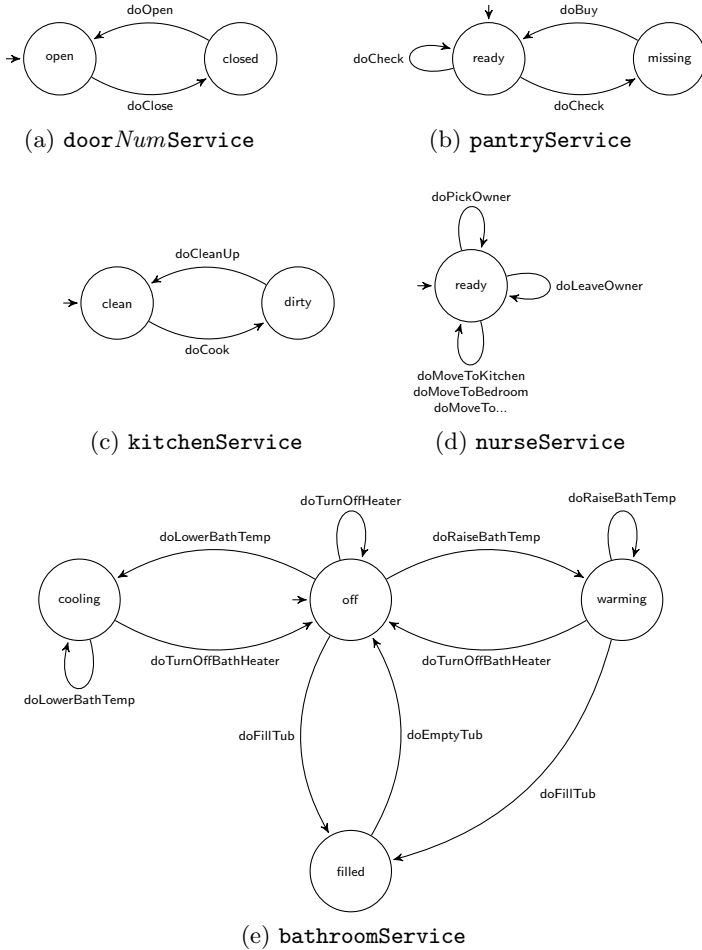 doOpen
open
closed
doClose
(a) doorNumService
doBuy
doCheck
ready
missing
doCheck
(b) pantryService
doCleanUp
clean
dirty
doCook
(c) kitchenService
doPickOwner
ready
doLeaveOwner
doMoveToKitchen
doMoveToBedroom
doMoveTo...
(d) nurseService
doTurnOffHeater
doRaiseBathTemp
doLowerBathTemp
doRaiseBathTemp
cooling
off
warming
doTurnOffBathHeater
doTurnOffBathHeater
doLowerBathTemp
doFillTub
doEmptyTub
doFillTub
filled
(e) bathroomService